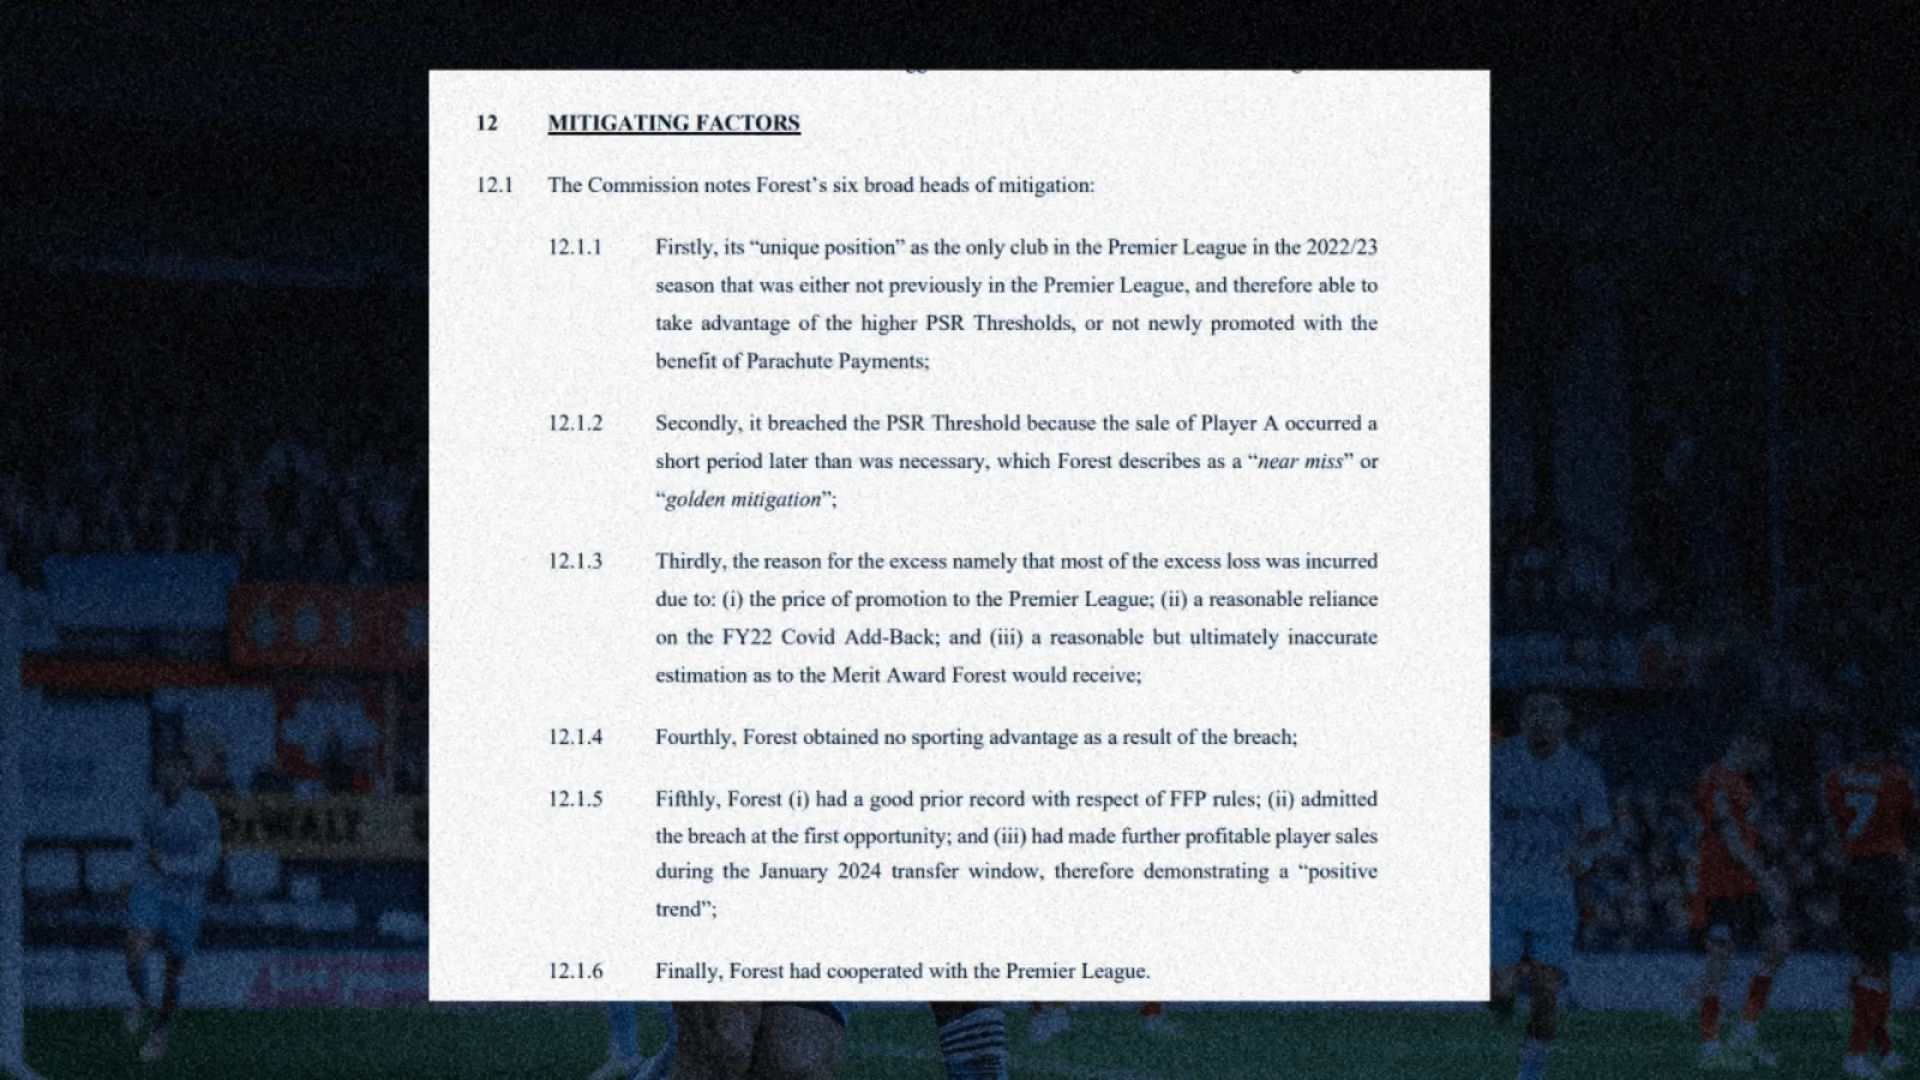 12 MITIGATING FACTORS
12.1 The Commission notes Forest's six broad heads of mitigation:
12.1.1 Firstly, its “unique position” as the only club in the Premier League in the 2022/23
season that was either not previously in the Premier League, and therefore able to
take advantage of the higher PSR Thresholds, or not newly promoted with the
benefit of Parachute Payments;
12.1.2 Secondly, it breached the PSR Threshold because the sale of Player A occurred a
short period later than was necessary, which Forest describes as a “near miss” or
“golden mitigation”;
12.1.3 Thirdly, the reason for the excess namely that most of the excess loss was incurred
due to: (i) the price of promotion to the Premier League; (ii) a reasonable reliance
on the FY22 Covid Add-Back; and (iii) a reasonable but ultimately inaccurate
estimation as to the Merit Award Forest would receive;
12.1.4 Fourthly, Forest obtained no sporting advantage as a result of the breach;
12.1.5 Fifthly, Forest (i) had a good prior record with respect of FFP rules; (ii) admitted
the breach at the first opportunity; and (iii) had made further profitable player sales
during the January 2024 transfer window, therefore demonstrating a “positive
trend”;
12.1.6 Finally, Forest had cooperated with the Premier League.
7